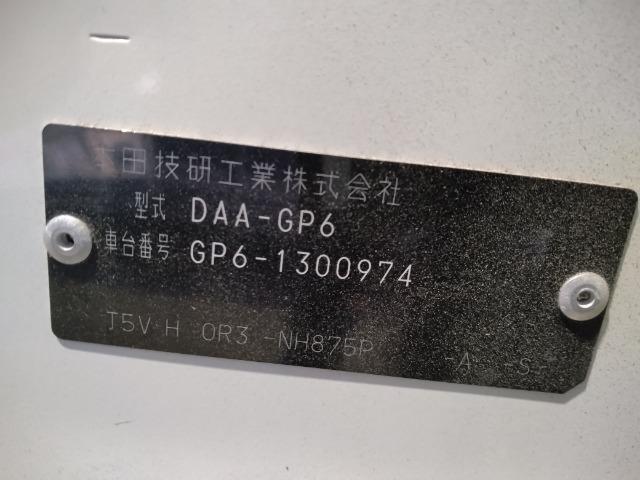 本田技研工業株式会社
型式 DAA-GP6
車台番号 GP6-1300974
T5V H 0R3 -NH875P -A- -S-